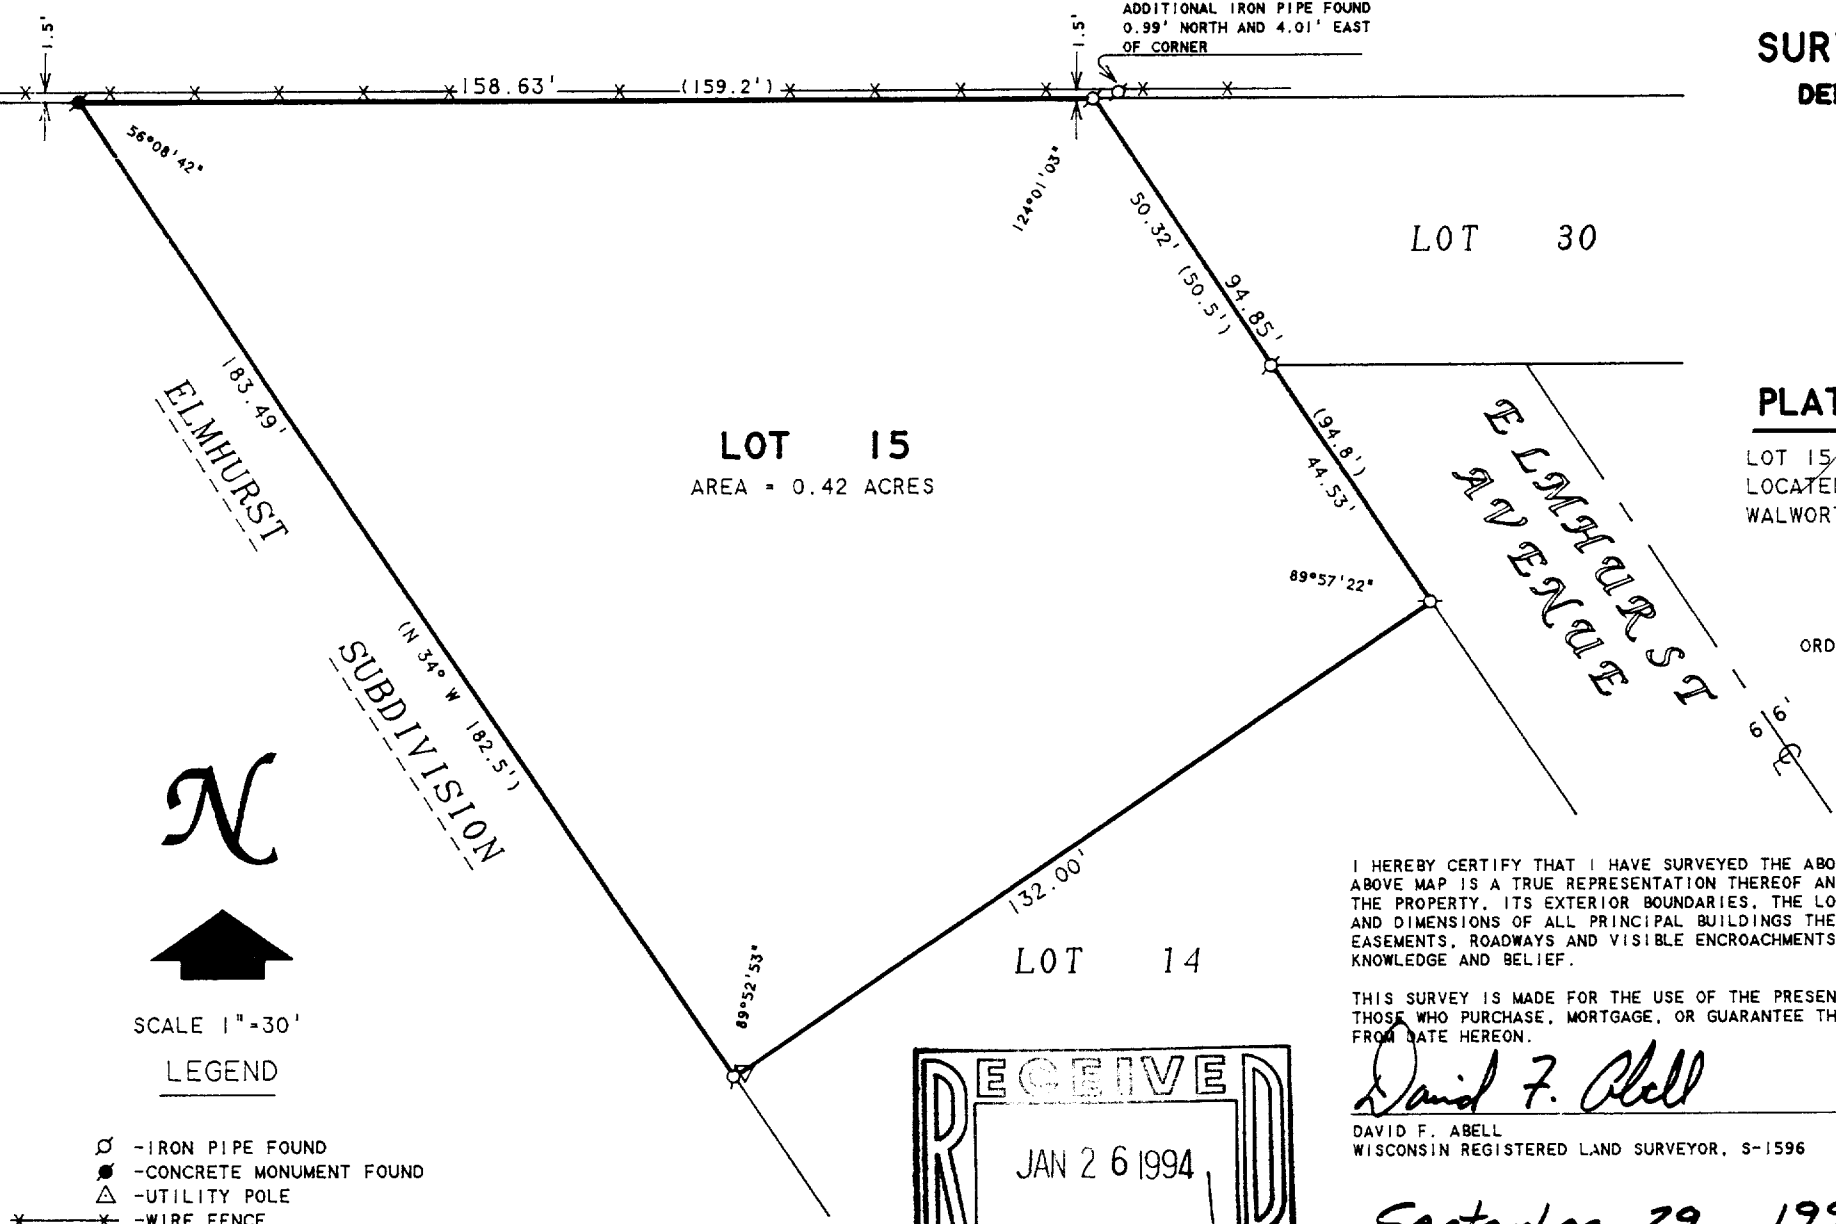 1.5'
1.5'
ADDITIONAL IRON PIPE FOUND
0.99' NORTH AND 4.01' EAST
OF CORNER
158.63' (159.2')
56°08'42"
124°01'03"
50.32' (50.5')
94.85'
(94.8')
44.53'
LOT 30
183.49'
ELMHURST
SUBDIVISION
(N 34° W 182.5')
LOT 15
AREA = 0.42 ACRES
89°57'22"
ELMHURST
AVENUE
66'
132.00'
89°52'53"
LOT 14
N
SCALE 1"=30'
LEGEND
-IRON PIPE FOUND
-CONCRETE MONUMENT FOUND
-UTILITY POLE
-WIRE FENCE
RECEIVED
JAN 26 1994
SUR
DE
PLAT
LOT 15
LOCATE
WALWOR
ORD
I HEREBY CERTIFY THAT I HAVE SURVEYED THE ABO
ABOVE MAP IS A TRUE REPRESENTATION THEREOF AN
THE PROPERTY, ITS EXTERIOR BOUNDARIES, THE LO
AND DIMENSIONS OF ALL PRINCIPAL BUILDINGS THE
EASEMENTS, ROADWAYS AND VISIBLE ENCROACHMENTS
KNOWLEDGE AND BELIEF.
THIS SURVEY IS MADE FOR THE USE OF THE PRESEN
THOSE WHO PURCHASE, MORTGAGE, OR GUARANTEE TH
FROM DATE HEREON.
David F. Abell
DAVID F. ABELL
WISCONSIN REGISTERED LAND SURVEYOR, S-1596
September 29, 199